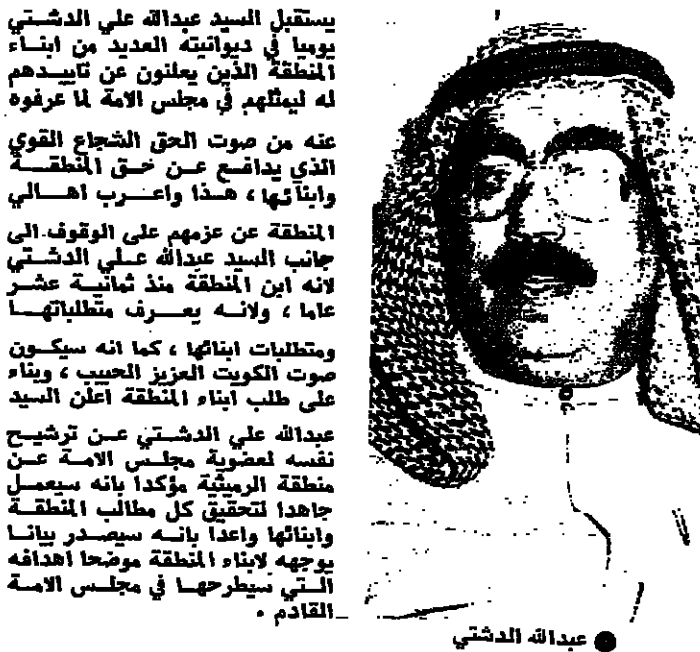 يستقبل السيد عبدالله علي الدشتي
يوميا في ديوانيته العديد من ابناء
المنطقة الذين يعلنون عن تاييدهم
له ليمثلهم في مجلس الامة لما عرفوه
عنه من صوت الحق الشجاع القوي
الذي يدافع عن حق المنطقة
وابنائها ، هذا واعرب اهالي
المنطقة عن عزمهم على الوقوف الى
جانب السيد عبدالله علي الدشتي
لانه ابن المنطقة منذ ثمانية عشر
عاما ، ولانه يعرف متطلباتها
ومتطلبات ابنائها ، كما انه سيكون
صوت الكويت العزيز الحبيب ، وبناء
على طلب ابناء المنطقة اعلن السيد
عبدالله علي الدشتي عن ترشيح
نفسه لعضوية مجلس الامة عن
منطقة الرميثية مؤكدا بانه سيعمل
جاهدا لتحقيق كل مطالب المنطقة
وابنائها واعدا بانه سيصدر بيانا
يوجهه لابناء المنطقة موضحا اهدافه
التي سيطرحها في مجلس الامة
القادم .
عبدالله الدشتي